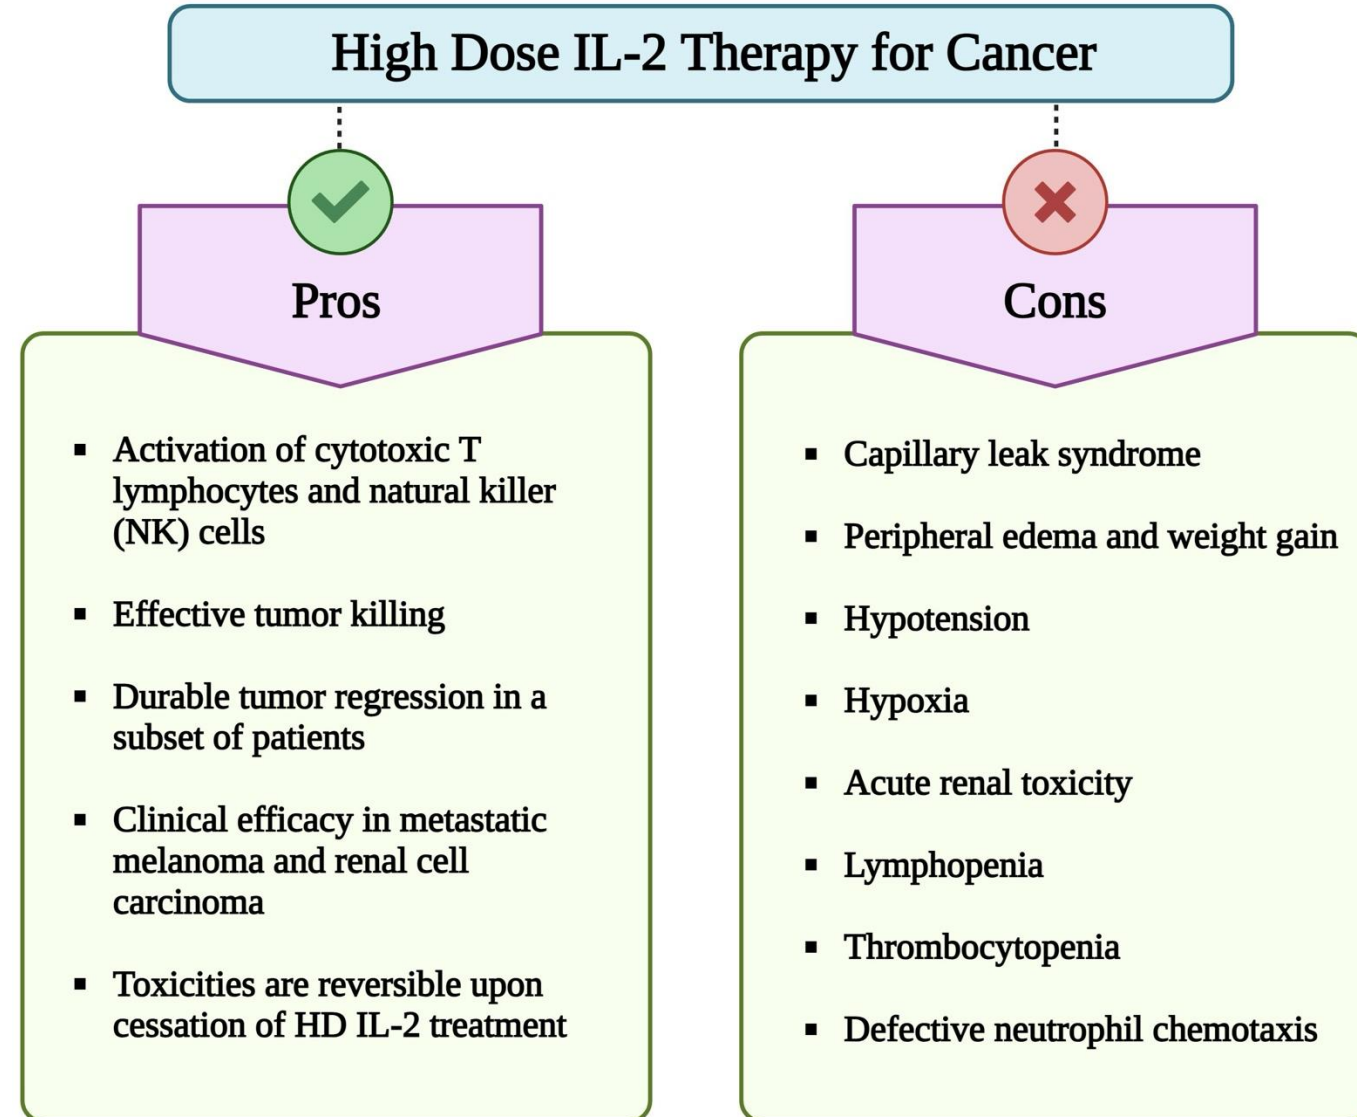 High Dose IL-2 Therapy for Cancer
Pros
▪ Activation of cytotoxic T
lymphocytes and natural killer
(NK) cells
▪ Effective tumor killing
▪ Durable tumor regression in a
subset of patients
▪ Clinical efficacy in metastatic
melanoma and renal cell
carcinoma
▪ Toxicities are reversible upon
cessation of HD IL-2 treatment
Cons
▪ Capillary leak syndrome
▪ Peripheral edema and weight gain
▪ Hypotension
▪ Hypoxia
▪ Acute renal toxicity
▪ Lymphopenia
▪ Thrombocytopenia
▪ Defective neutrophil chemotaxis